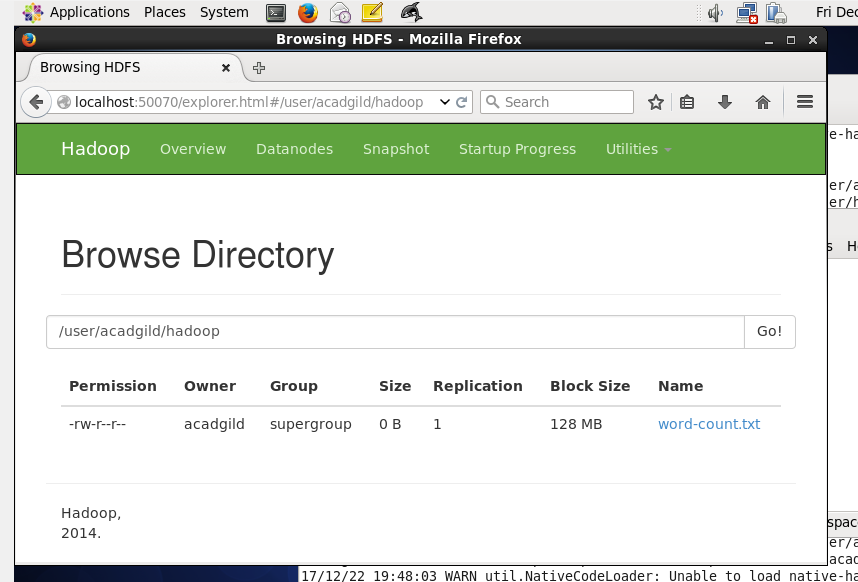 Applications Places System Fri Dec
Browsing HDFS - Mozilla Firefox
Browsing HDFS
localhost:50070/explorer.html#/user/acadgild/hadoop Search
Hadoop Overview Datanodes Snapshot Startup Progress Utilities
e-ha
er/a
er/h
s He
Browse Directory
/user/acadgild/hadoop Go!
Permission Owner Group Size Replication Block Size Name
-rw-r--r-- acadgild supergroup 0 B 1 128 MB word-count.txt
Hadoop,
2014.
space
er/a
acad
17/12/22 19:48:03 WARN util.NativeCodeLoader: Unable to load native-ha